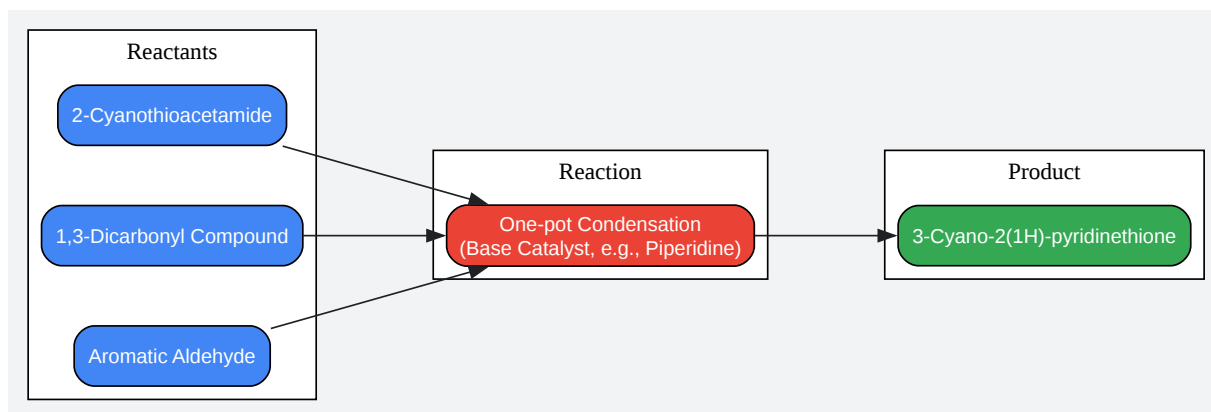 Reactants
2-Cyanothioacetamide
1,3-Dicarbonyl Compound
Aromatic Aldehyde
Reaction
One-pot Condensation
(Base Catalyst, e.g., Piperidine)
Product
3-Cyano-2(1H)-pyridinethione